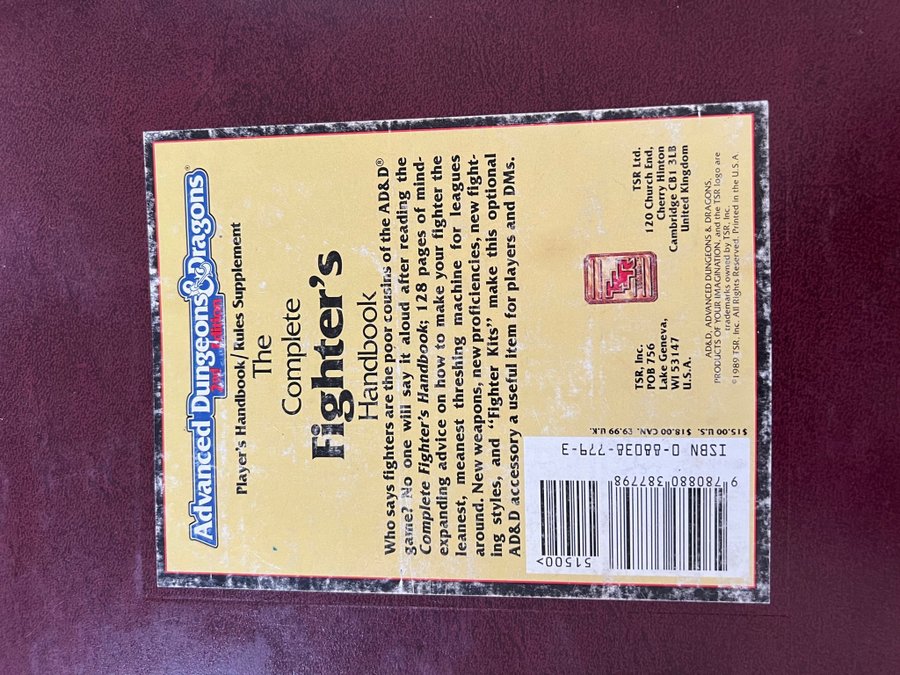 Advanced Dungeons & Dragons®
2nd Edition
Player's Handbook/Rules Supplement
The
Complete
Fighter's
Handbook
Who says fighters are the poor cousins of the AD&D®
game? No one will say it aloud after reading the
Complete Fighter's Handbook; 128 pages of mind-
expanding advice on how to make your fighter the
leanest, meanest threshing machine for leagues
around. New weapons, new proficiencies, new fight-
ing styles, and "Fighter Kits" make this optional
AD&D accessory a useful item for players and DMs.
TSR, Inc.
POB 756
Lake Geneva,
WI 53147
U.S.A.
TSR
TSR Ltd.
120 Church End,
Cherry Hinton
Cambridge CB1 3LB
United Kingdom
AD&D, ADVANCED DUNGEONS & DRAGONS,
PRODUCTS OF YOUR IMAGINATION, and the TSR logo are
trademarks owned by TSR, Inc.
©1989 TSR, Inc. All Rights Reserved. Printed in the U.S.A
$15.00 U.S. $18.00 CAN. £9.99 U.K.
ISBN 0-88038-779-3
51500>
9 780880 387798